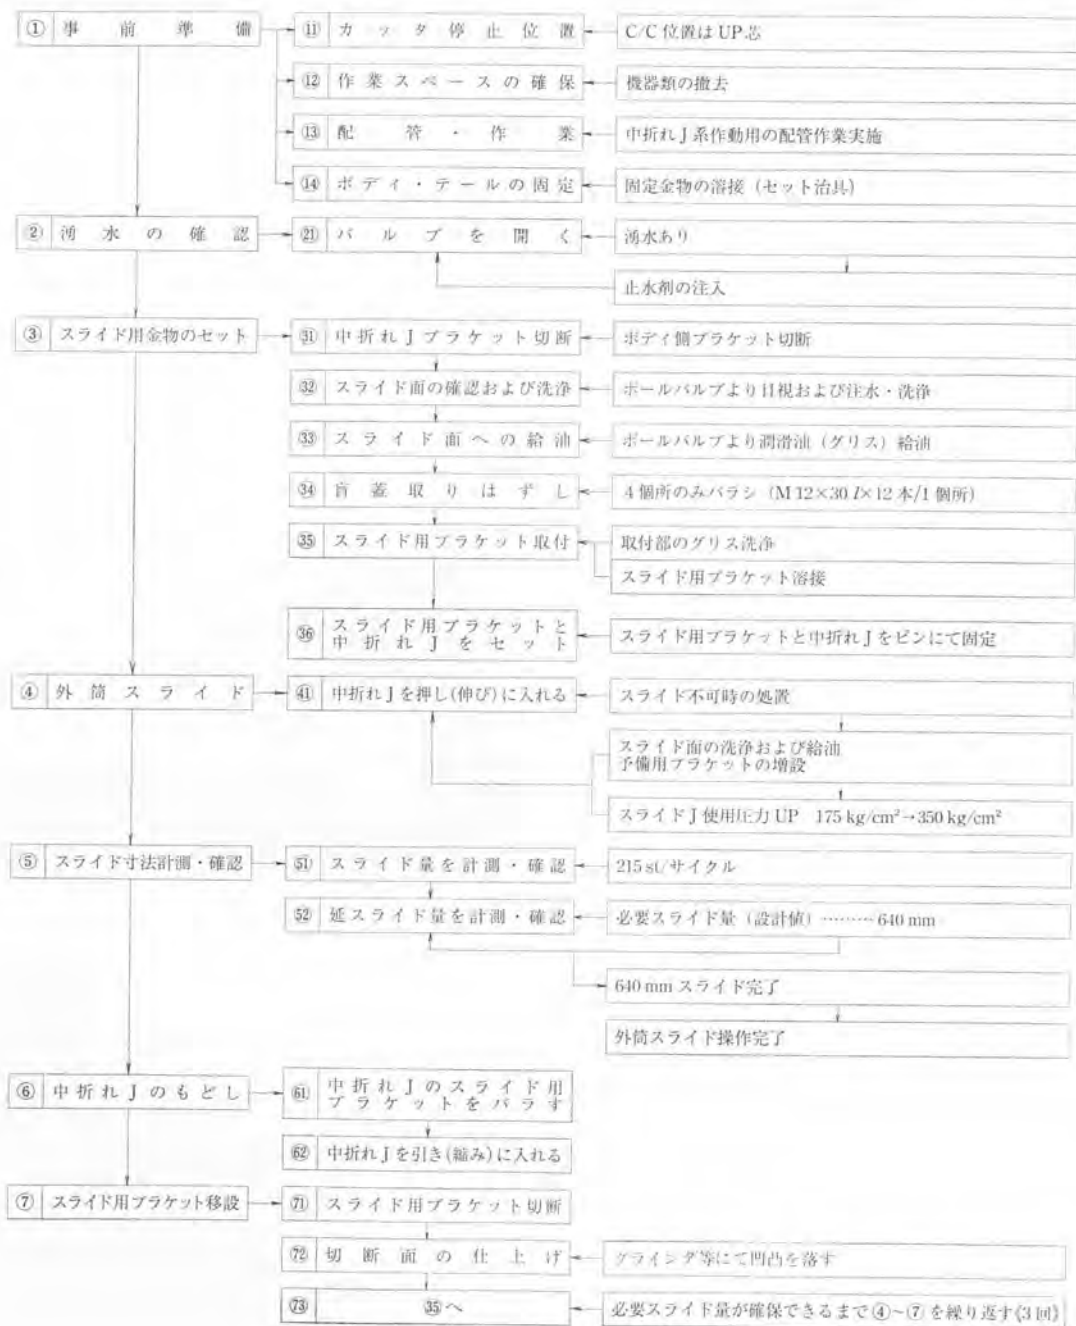 ① 事前準備
⑪ カッタ停止位置
C/C 位置は UP 芯
⑫ 作業スペースの確保
機器類の撤去
⑬ 配管・作業
中折れ J 系作動用の配管作業実施
⑭ ボディ・テールの固定
固定金物の溶接（セット治具）
② 湧水の確認
㉑ バルブを開く
湧水あり
止水剤の注入
③ スライド用金物のセット
㉛ 中折れ J ブラケット切断
ボディ側ブラケット切断
㉜ スライド面の確認および洗浄
ボールバルブより目視および注水・洗浄
㉝ スライド面への給油
ボールバルブより潤滑油（グリス）給油
㉞ 盲蓋取りはずし
4 個所のみバラシ（M 12×30 l×12 本/1 個所）
㉟ スライド用ブラケット取付
取付部のグリス洗浄
スライド用ブラケット溶接
㊱ スライド用ブラケットと
中折れ J をセット
スライド用ブラケットと中折れ J をピンにて固定
④ 外筒スライド
㊶ 中折れ J を押し(伸び)に入れる
スライド不可時の処置
スライド面の洗浄および給油
予備用ブラケットの増設
スライド J 使用圧力 UP 175 kg/cm²→350 kg/cm²
⑤ スライド寸法計測・確認
51 スライド量を計測・確認
215 st/サイクル
52 延スライド量を計測・確認
必要スライド量（設計値）……… 640 mm
640 mm スライド完了
外筒スライド操作完了
⑥ 中折れ J のもどし
61 中折れ J のスライド用
ブラケットをバラす
62 中折れ J を引き(縮み)に入れる
⑦ スライド用ブラケット移設
71 スライド用ブラケット切断
72 切断面の仕上げ
グラインダ等にて凹凸を落す
73 ㉟へ
必要スライド量が確保できるまで④～⑦を繰り返す《3 回》